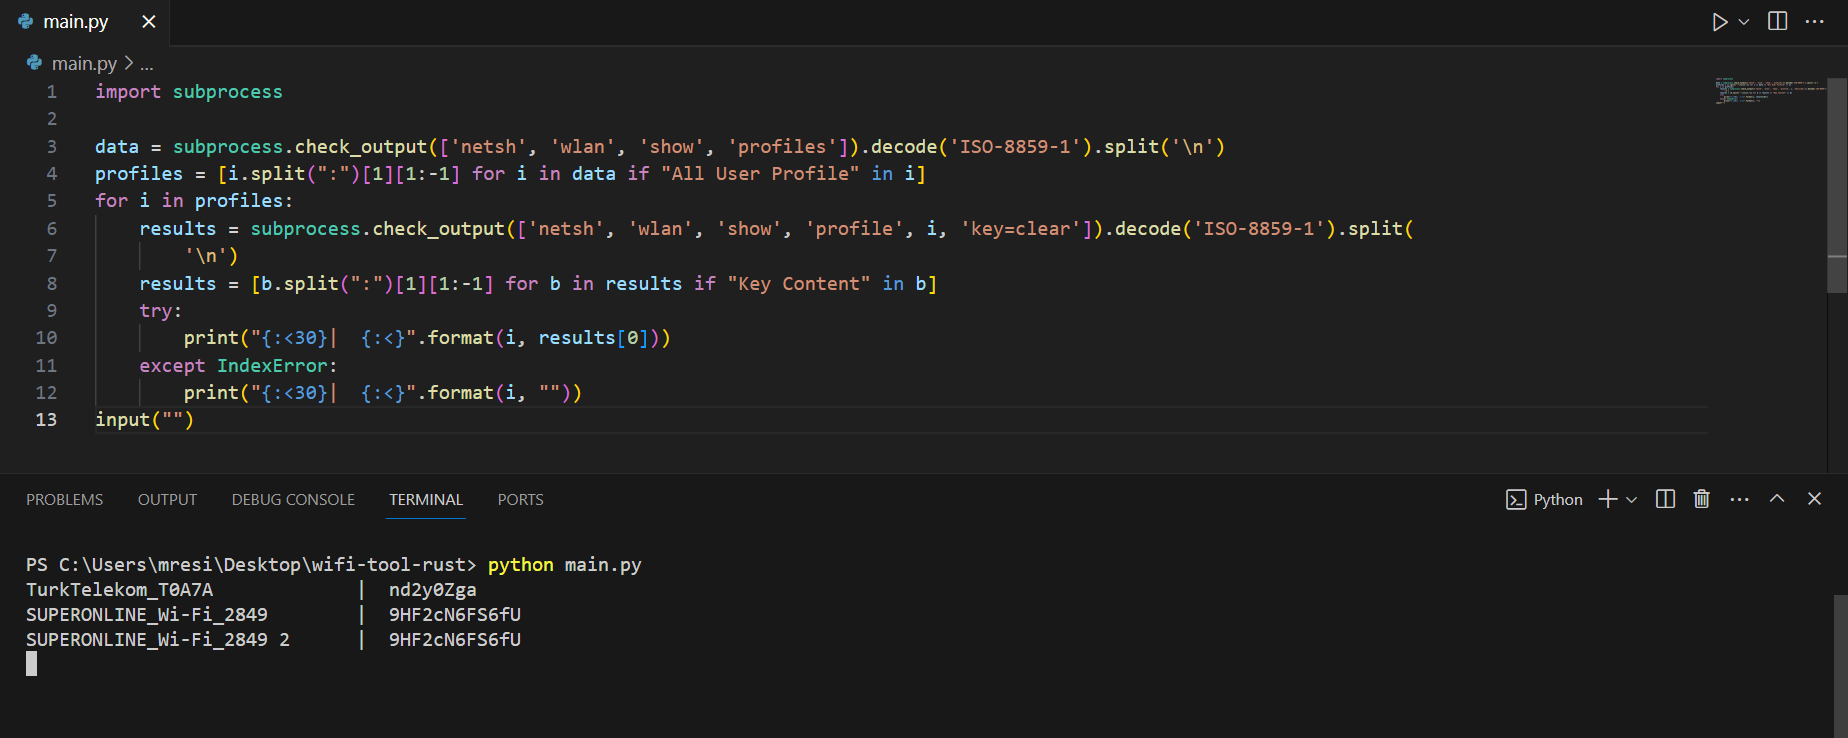 main.py
main.py > ...
1 import subprocess
2
3 data = subprocess.check_output(['netsh', 'wlan', 'show', 'profiles']).decode('ISO-8859-1').split('\n')
4 profiles = [i.split(":")[1][1:-1] for i in data if "All User Profile" in i]
5 for i in profiles:
6     results = subprocess.check_output(['netsh', 'wlan', 'show', 'profile', i, 'key=clear']).decode('ISO-8859-1').split(
7         '\n')
8     results = [b.split(":")[1][1:-1] for b in results if "Key Content" in b]
9     try:
10         print("{:<30}|  {:<}".format(i, results[0]))
11     except IndexError:
12         print("{:<30}|  {:<}".format(i, ""))
13 input("")
PROBLEMS OUTPUT DEBUG CONSOLE TERMINAL PORTS Python
PS C:\Users\mresi\Desktop\wifi-tool-rust> python main.py
TurkTelekom_T0A7A             |  nd2y0Zga
SUPERONLINE_Wi-Fi_2849        |  9HF2cN6FS6fU
SUPERONLINE_Wi-Fi_2849 2      |  9HF2cN6FS6fU